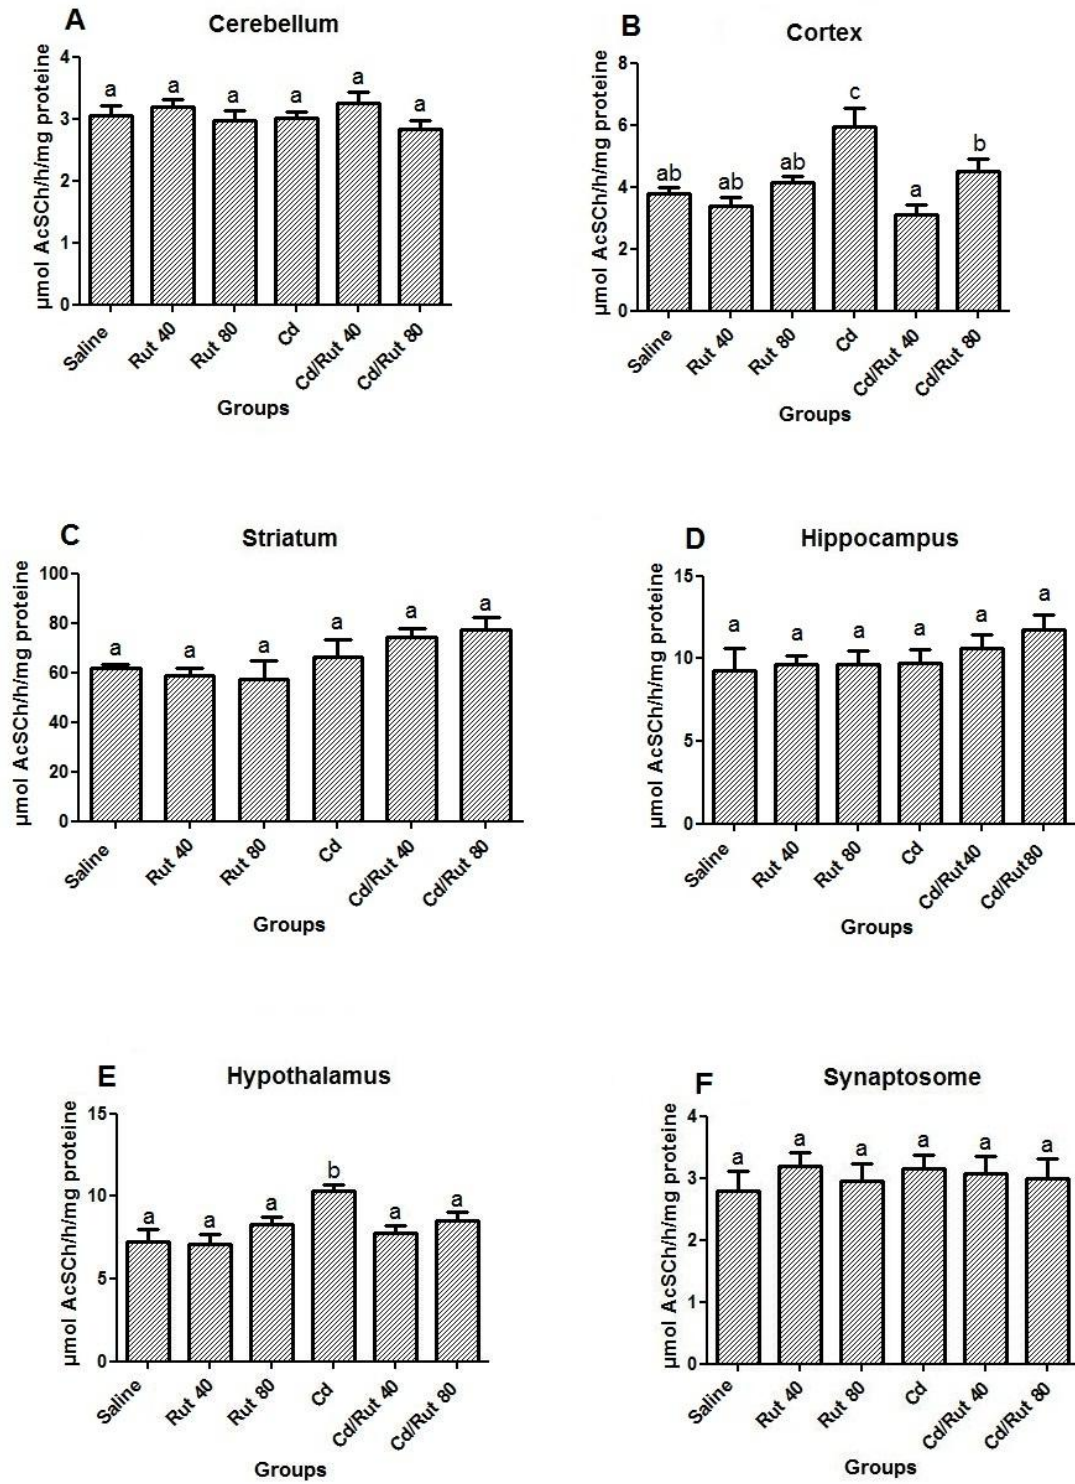 A
Cerebellum
µmol AcSCh/h/mg proteine
4
3
2
1
0
a a a a a a
Saline Rut 40 Rut 80 Cd Cd/Rut 40 Cd/Rut 80
Groups
B
Cortex
µmol AcSCh/h/mg proteine
8
6
4
2
0
ab ab ab c a b
Saline Rut 40 Rut 80 Cd Cd/Rut 40 Cd/Rut 80
Groups
C
Striatum
µmol AcSCh/h/mg proteine
100
80
60
40
20
0
a a a a a a
Saline Rut 40 Rut 80 Cd Cd/Rut 40 Cd/Rut 80
Groups
D
Hippocampus
µmol AcSCh/h/mg proteine
15
10
5
0
a a a a a a
Saline Rut 40 Rut 80 Cd Cd/Rut40 Cd/Rut80
Groups
E
Hypothalamus
µmol AcSCh/h/mg proteine
15
10
5
0
a a a b a a
Saline Rut 40 Rut 80 Cd Cd/Rut 40 Cd/Rut 80
Groups
F
Synaptosome
µmol AcSCh/h/mg proteine
4
3
2
1
0
a a a a a a
Saline Rut 40 Rut 80 Cd Cd/Rut 40 Cd/Rut 80
Groups